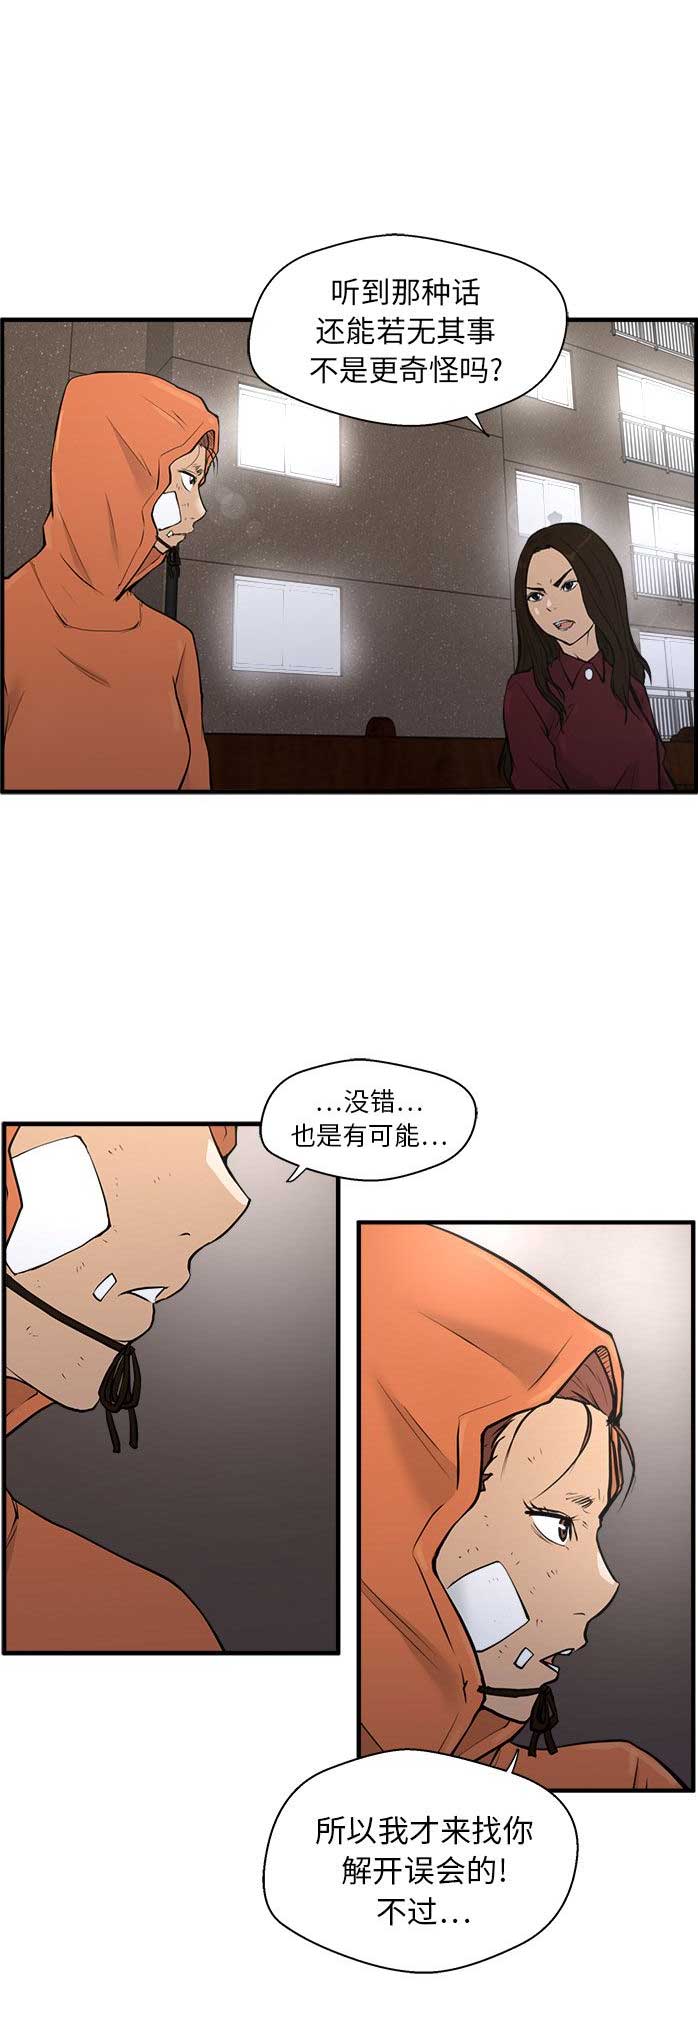 听到那种话
还能若无其事
不是更奇怪吗?
...没错...
也是有可能...
所以我才来找你
解开误会的!
不过...